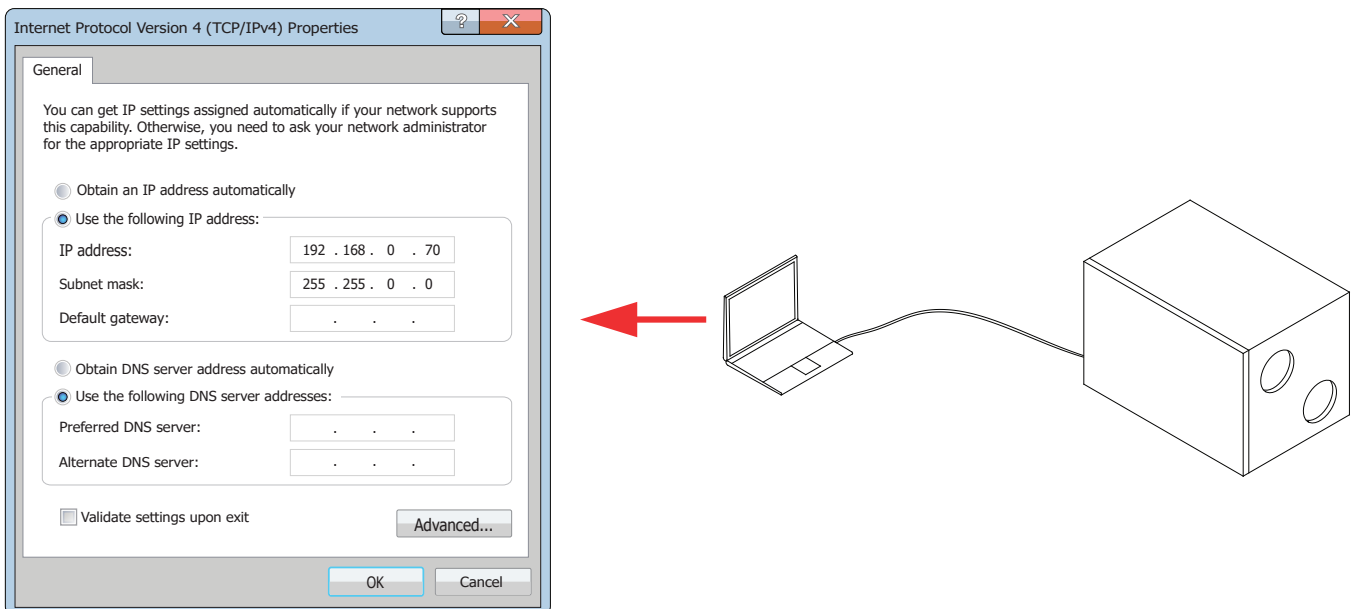 Internet Protocol Version 4 (TCP/IPv4) Properties
?
X
General
You can get IP settings assigned automatically if your network supports
this capability. Otherwise, you need to ask your network administrator
for the appropriate IP settings.
Obtain an IP address automatically
Use the following IP address:
IP address: 192 . 168 . 0 . 70
Subnet mask: 255 . 255 . 0 . 0
Default gateway: . . .
Obtain DNS server address automatically
Use the following DNS server addresses:
Preferred DNS server: . . .
Alternate DNS server: . . .
Validate settings upon exit
Advanced...
OK Cancel